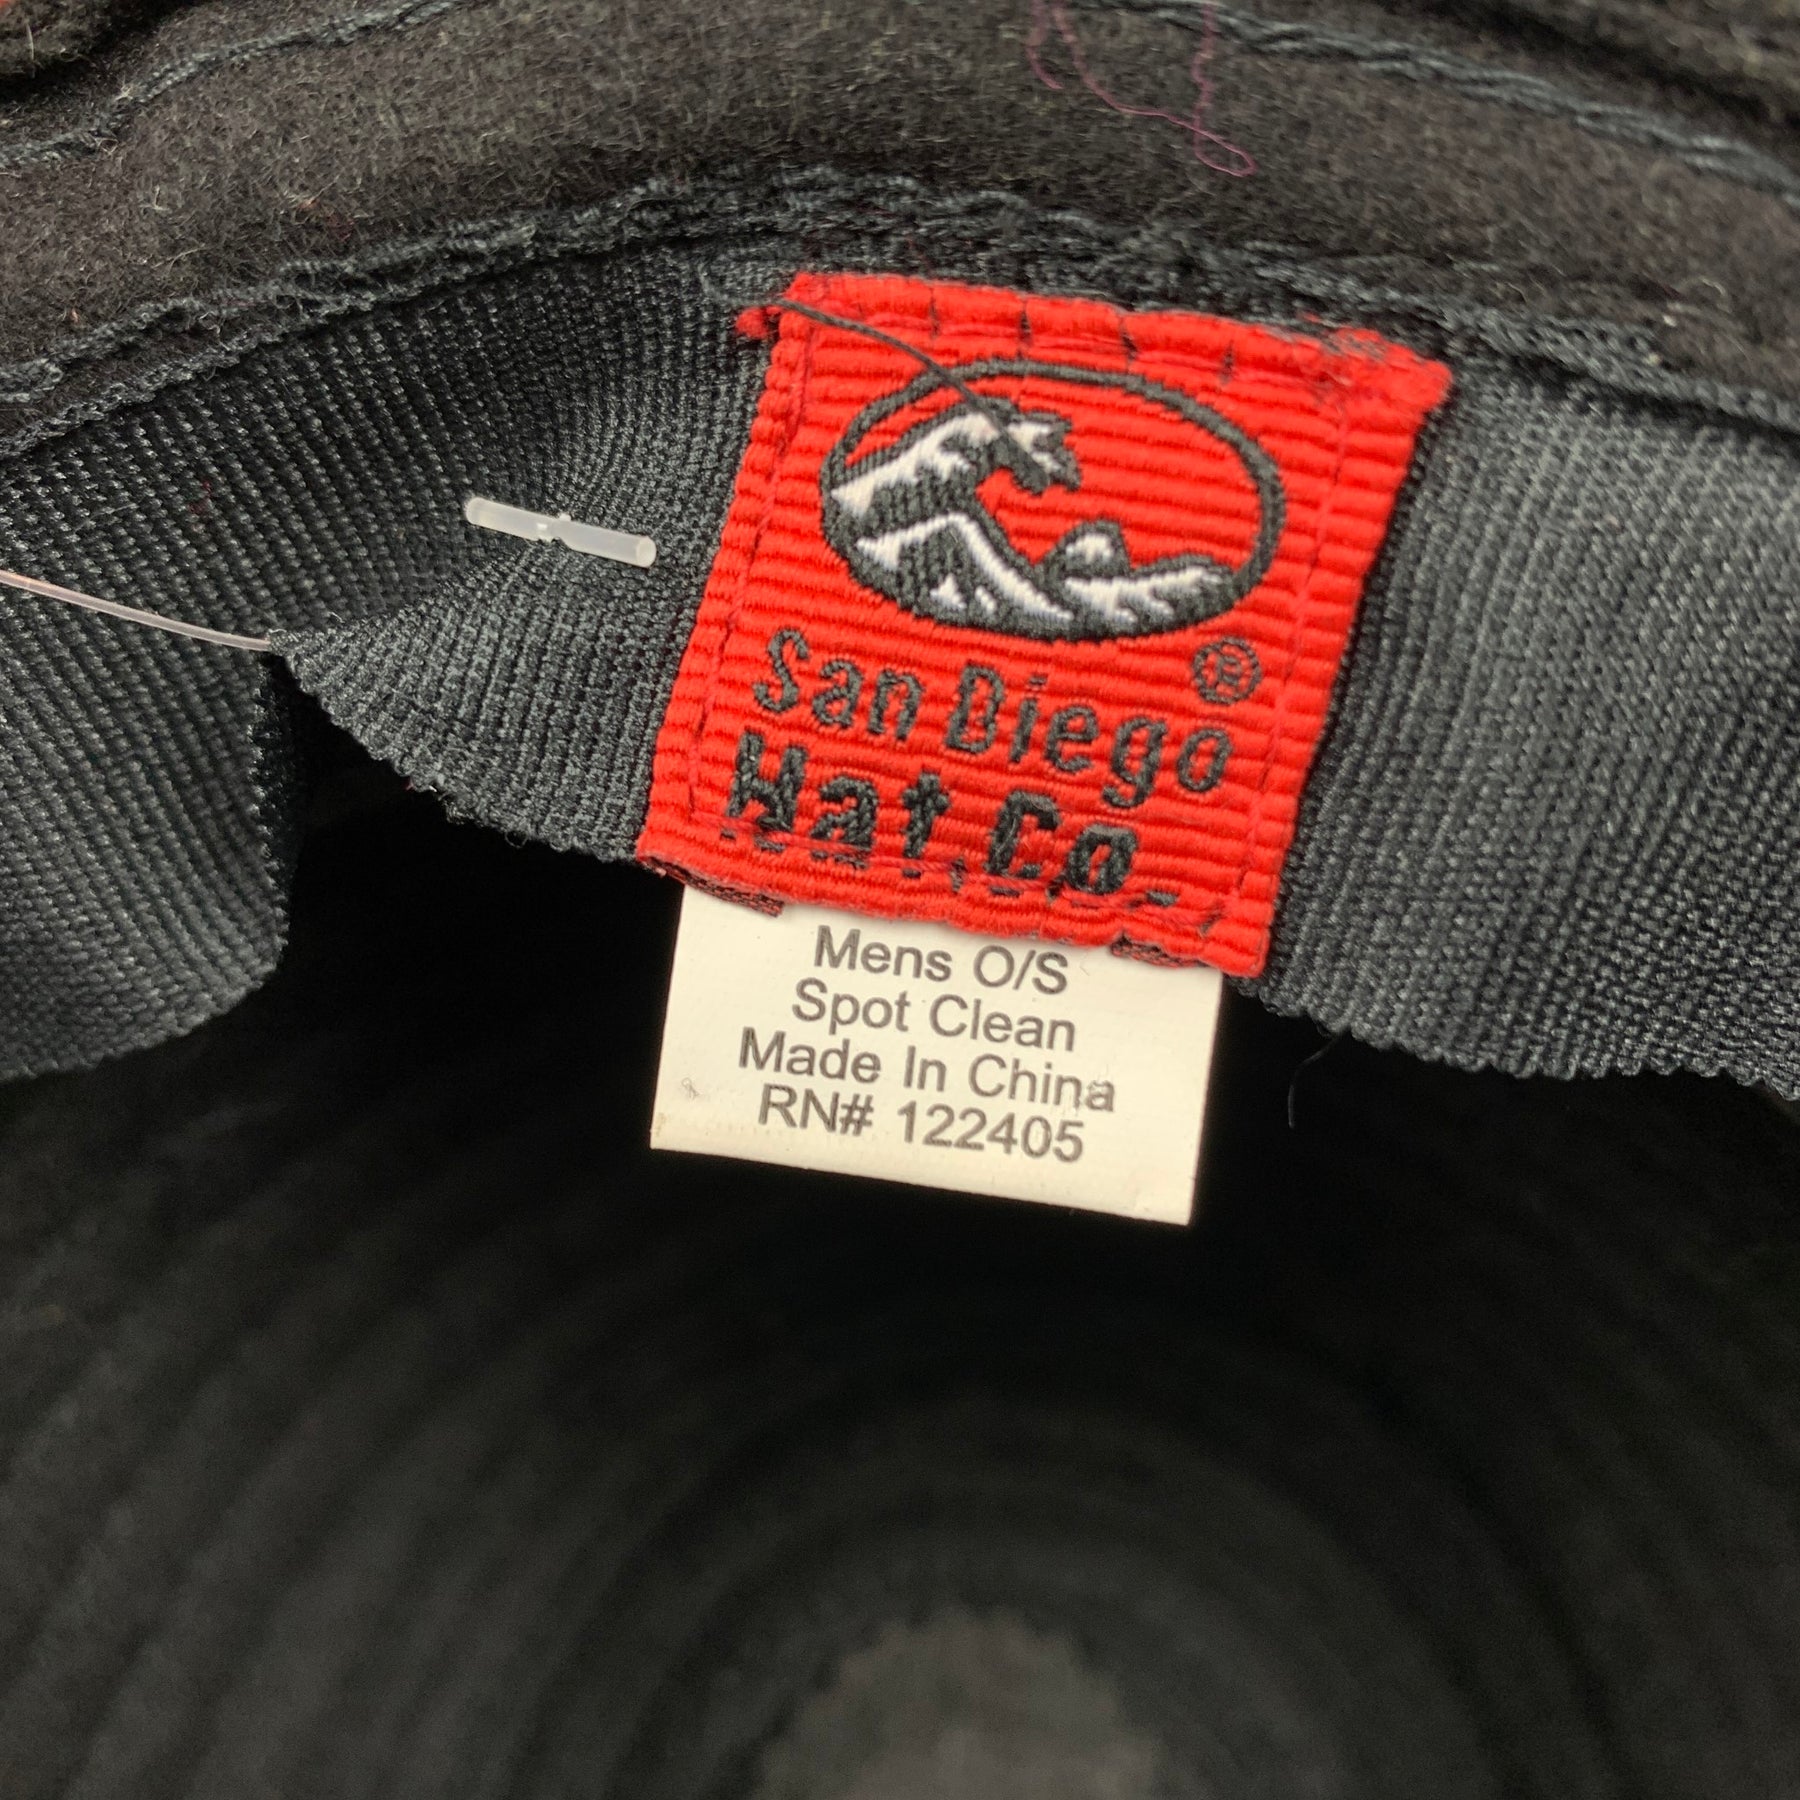 ®
San Diego
Hat Co.
Mens O/S
Spot Clean
Made In China
RN# 122405